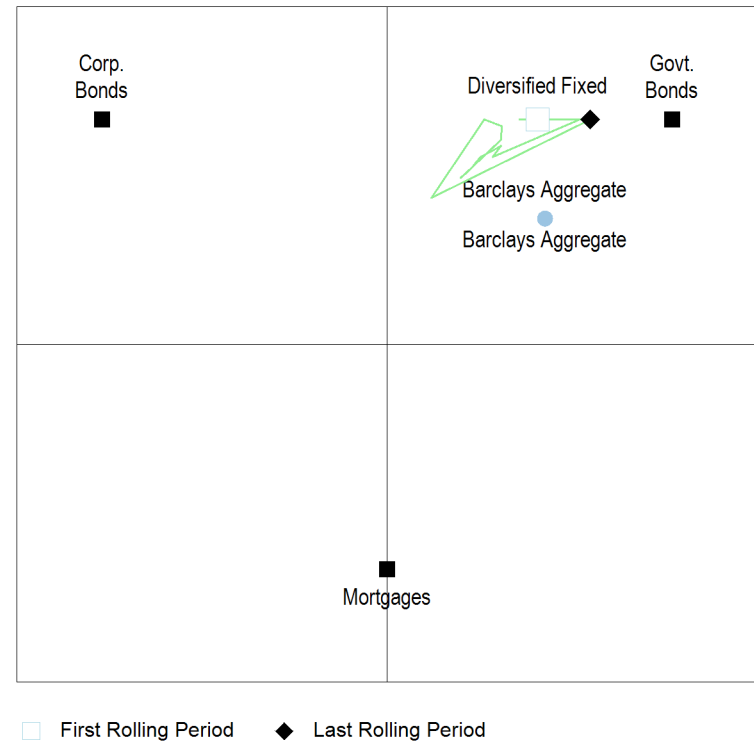 Corp.
Bonds
Diversified Fixed
Govt.
Bonds
Barclays Aggregate
Barclays Aggregate
Mortgages
First Rolling Period
Last Rolling Period